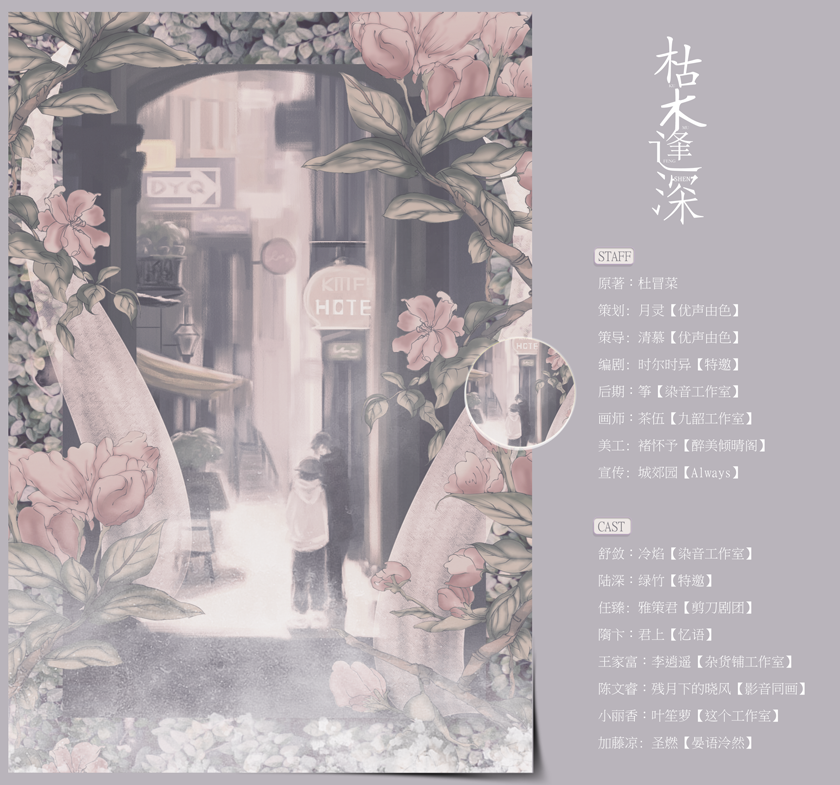 DYQ
HOTE
HOTE
枯木逢深
SHEN
STAFF
原著：杜冒菜
策划：月灵【优声由色】
策导：清慕【优声由色】
编剧：时尔时异【特邀】
后期：筝【染音工作室】
画师：茶伍【九韶工作室】
美工：褚怀予【醉美倾晴阁】
宣传：城郊园【Always】
CAST
舒敛：冷焰【染音工作室】
陆深：绿竹【特邀】
任臻：雅策君【剪刀剧团】
隋卞：君上【忆语】
王家富：李逍遥【杂货铺工作室】
陈文睿：残月下的晓风【影音同画】
小丽香：叶笙萝【这个工作室】
加藤凉：圣燃【晏语泠然】